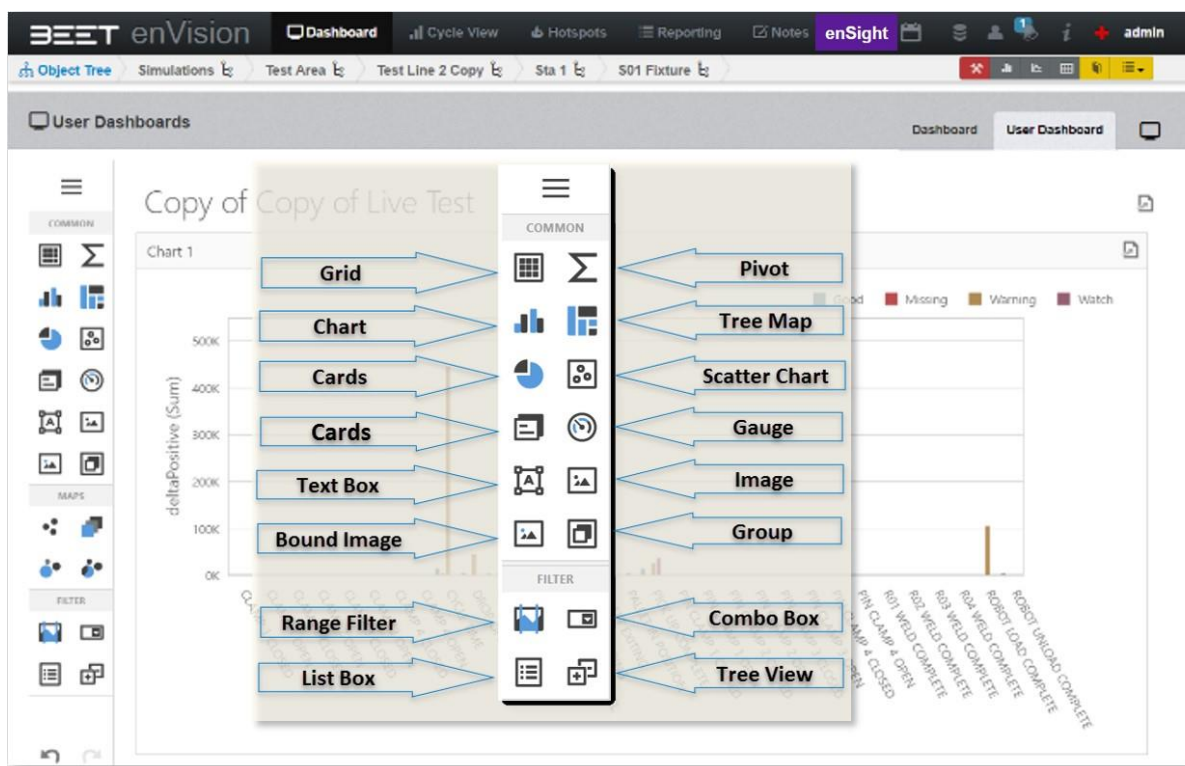 BEET enVision Dashboard Cycle View Hotspots Reporting Notes enSight 1 i admin
Object Tree Simulations Test Area Test Line 2 Copy Sta 1 S01 Fixture
User Dashboards Dashboard User Dashboard
Copy of Copy of Live Test
COMMON
Chart 1
Good Missing Warning Watch
deltaPositive (Sum)
500K
400K
300K
200K
100K
0K
MAPS
FILTER
COMMON
Grid Pivot
Chart Tree Map
Cards Scatter Chart
Cards Gauge
Text Box Image
Bound Image Group
FILTER
Range Filter Combo Box
List Box Tree View
PIN CLAMP 4 CLOSED
PIN CLAMP 4 OPEN
R01 WELD COMPLETE
R02 WELD COMPLETE
R03 WELD COMPLETE
R04 WELD COMPLETE
ROBOT LOAD COMPLETE
ROBOT UNLOAD COMPLETE